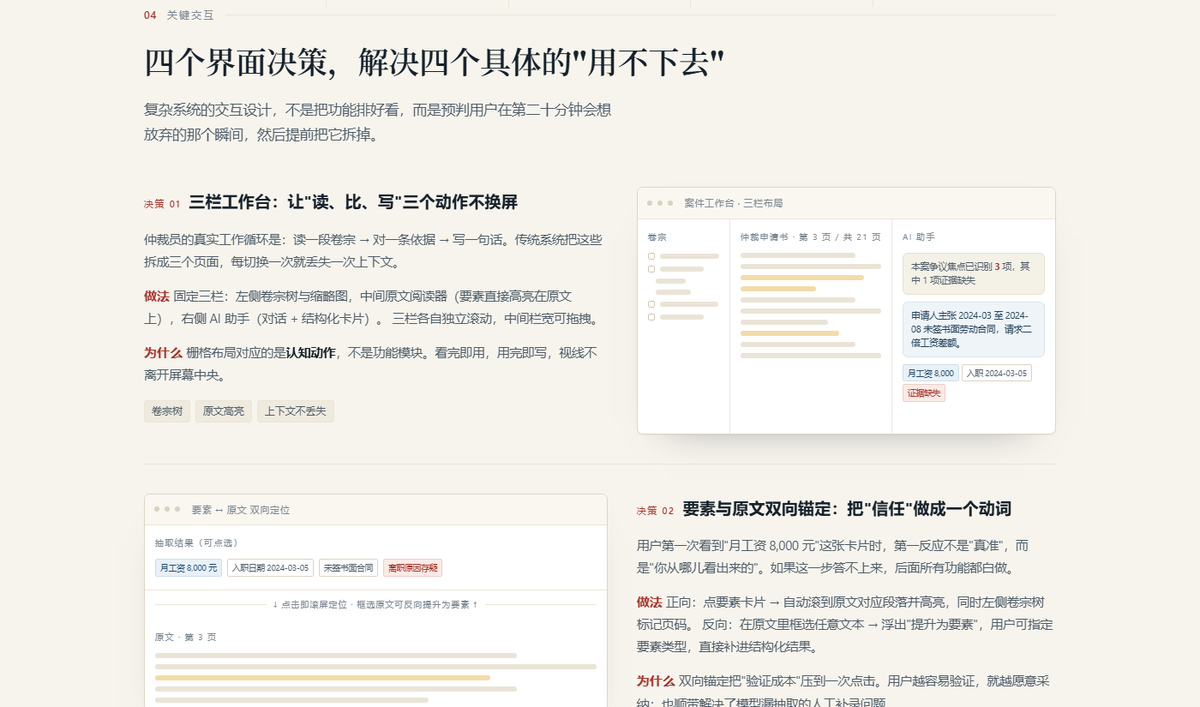 04 关键交互
四个界面决策，解决四个具体的"用不下去"
复杂系统的交互设计，不是把功能排好看，而是预判用户在第二十分钟会想
放弃的那个瞬间，然后提前把它拆掉。
决策 01 三栏工作台：让"读、比、写"三个动作不换屏
仲裁员的真实工作循环是：读一段卷宗 → 对一条依据 → 写一句话。传统系统把这些
拆成三个页面，每切换一次就丢失一次上下文。
做法 固定三栏：左侧卷宗树与缩略图，中间原文阅读器（要素直接高亮在原文
上），右侧 AI 助手（对话 + 结构化卡片）。 三栏各自独立滚动，中间栏宽可拖拽。
为什么 栅格布局对应的是认知动作，不是功能模块。看完即用，用完即写，视线不
离开屏幕中央。
卷宗树 原文高亮 上下文不丢失
案件工作台 · 三栏布局
卷宗
仲裁申请书 · 第 3 页 / 共 21 页
AI 助手
本案争议焦点已识别 3 项，其
中 1 项证据缺失
申请人主张 2024-03 至 2024-
08 未签书面劳动合同，请求二
倍工资差额。
月工资 8,000 入职 2024-03-05
证据缺失
要素 ↔ 原文 双向定位
抽取结果（可点选）
月工资 8,000 元 入职日期 2024-03-05 未签书面合同 离职原因存疑
↓ 点击即滚屏定位 · 框选原文可反向提升为要素 ↑
原文 · 第 3 页
决策 02 要素与原文双向锚定：把"信任"做成一个动词
用户第一次看到"月工资 8,000 元"这张卡片时，第一反应不是"真准"，而
是"你从哪儿看出来的"。如果这一步答不上来，后面所有功能都白做。
做法 正向：点要素卡片 → 自动滚到原文对应段落并高亮，同时左侧卷宗树
标记页码。 反向：在原文里框选任意文本 → 浮出"提升为要素"，用户可指定
要素类型，直接补进结构化结果。
为什么 双向锚定把"验证成本"压到一次点击。用户越容易验证，就越愿意采
纳；也顺带解决了模型漏抽取的人工补录问题